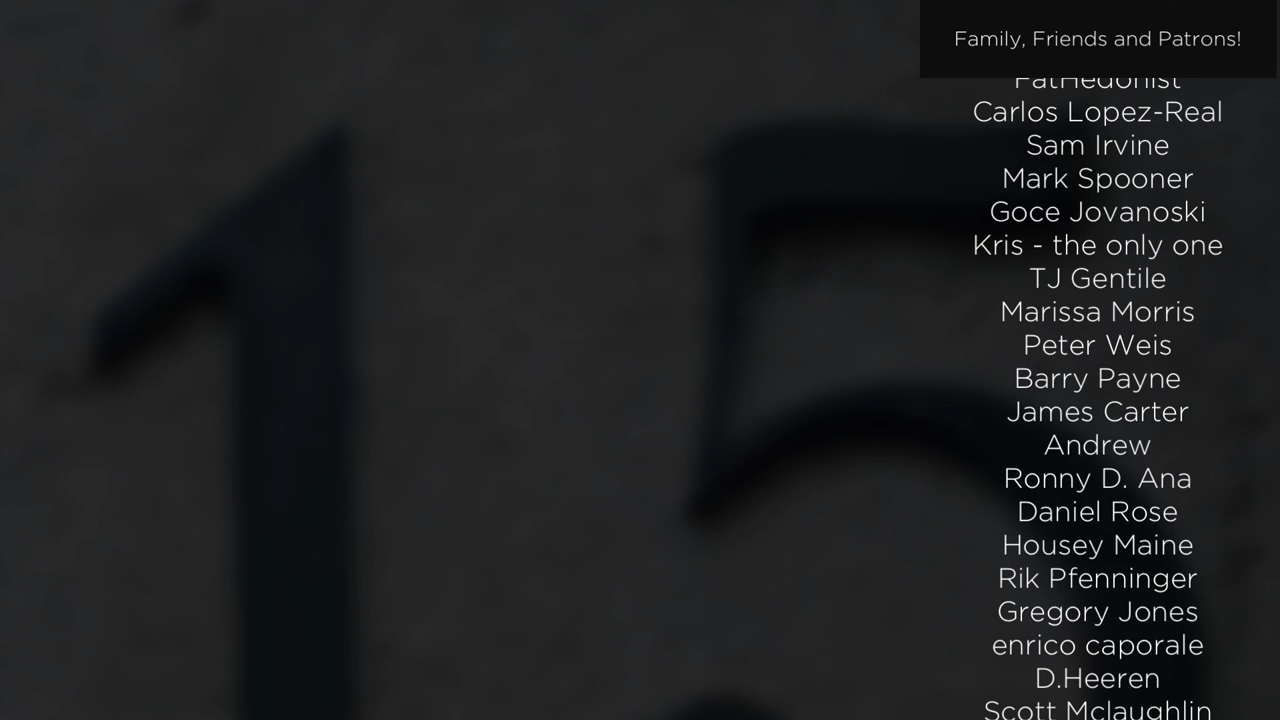 Family, Friends and Patrons!
FatHedonist
Carlos Lopez-Real
Sam Irvine
Mark Spooner
Goce Jovanoski
Kris - the only one
TJ Gentile
Marissa Morris
Peter Weis
Barry Payne
James Carter
Andrew
Ronny D. Ana
Daniel Rose
Housey Maine
Rik Pfenninger
Gregory Jones
enrico caporale
D.Heeren
Scott Mclaughlin
15